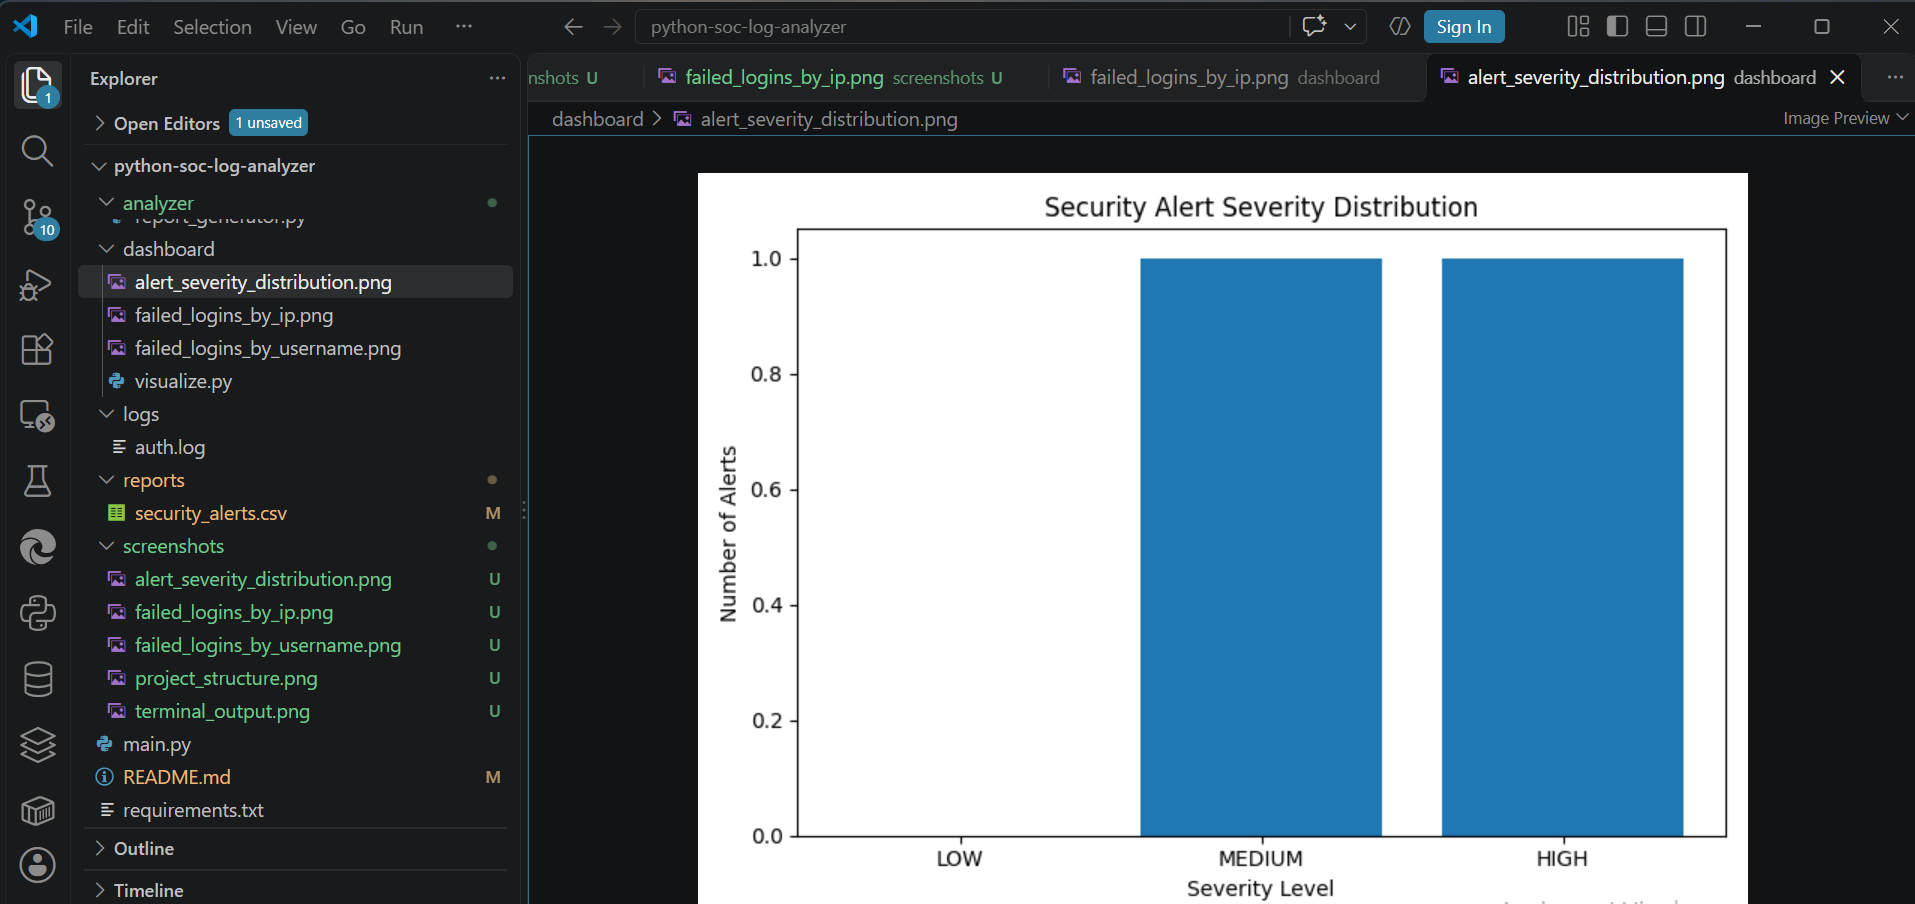 File Edit Selection View Go Run ···
python-soc-log-analyzer
Sign In
Explorer
Open Editors 1 unsaved
python-soc-log-analyzer
analyzer
report_generator.py
dashboard
alert_severity_distribution.png
failed_logins_by_ip.png
failed_logins_by_username.png
visualize.py
logs
auth.log
reports
security_alerts.csv M
screenshots
alert_severity_distribution.png U
failed_logins_by_ip.png U
failed_logins_by_username.png U
project_structure.png U
terminal_output.png U
main.py
README.md M
requirements.txt
Outline
Timeline
1
10
nshots U
failed_logins_by_ip.png screenshots U
failed_logins_by_ip.png dashboard
alert_severity_distribution.png dashboard
dashboard > alert_severity_distribution.png
Image Preview
Security Alert Severity Distribution
Number of Alerts
1.0
0.8
0.6
0.4
0.2
0.0
LOW MEDIUM HIGH
Severity Level